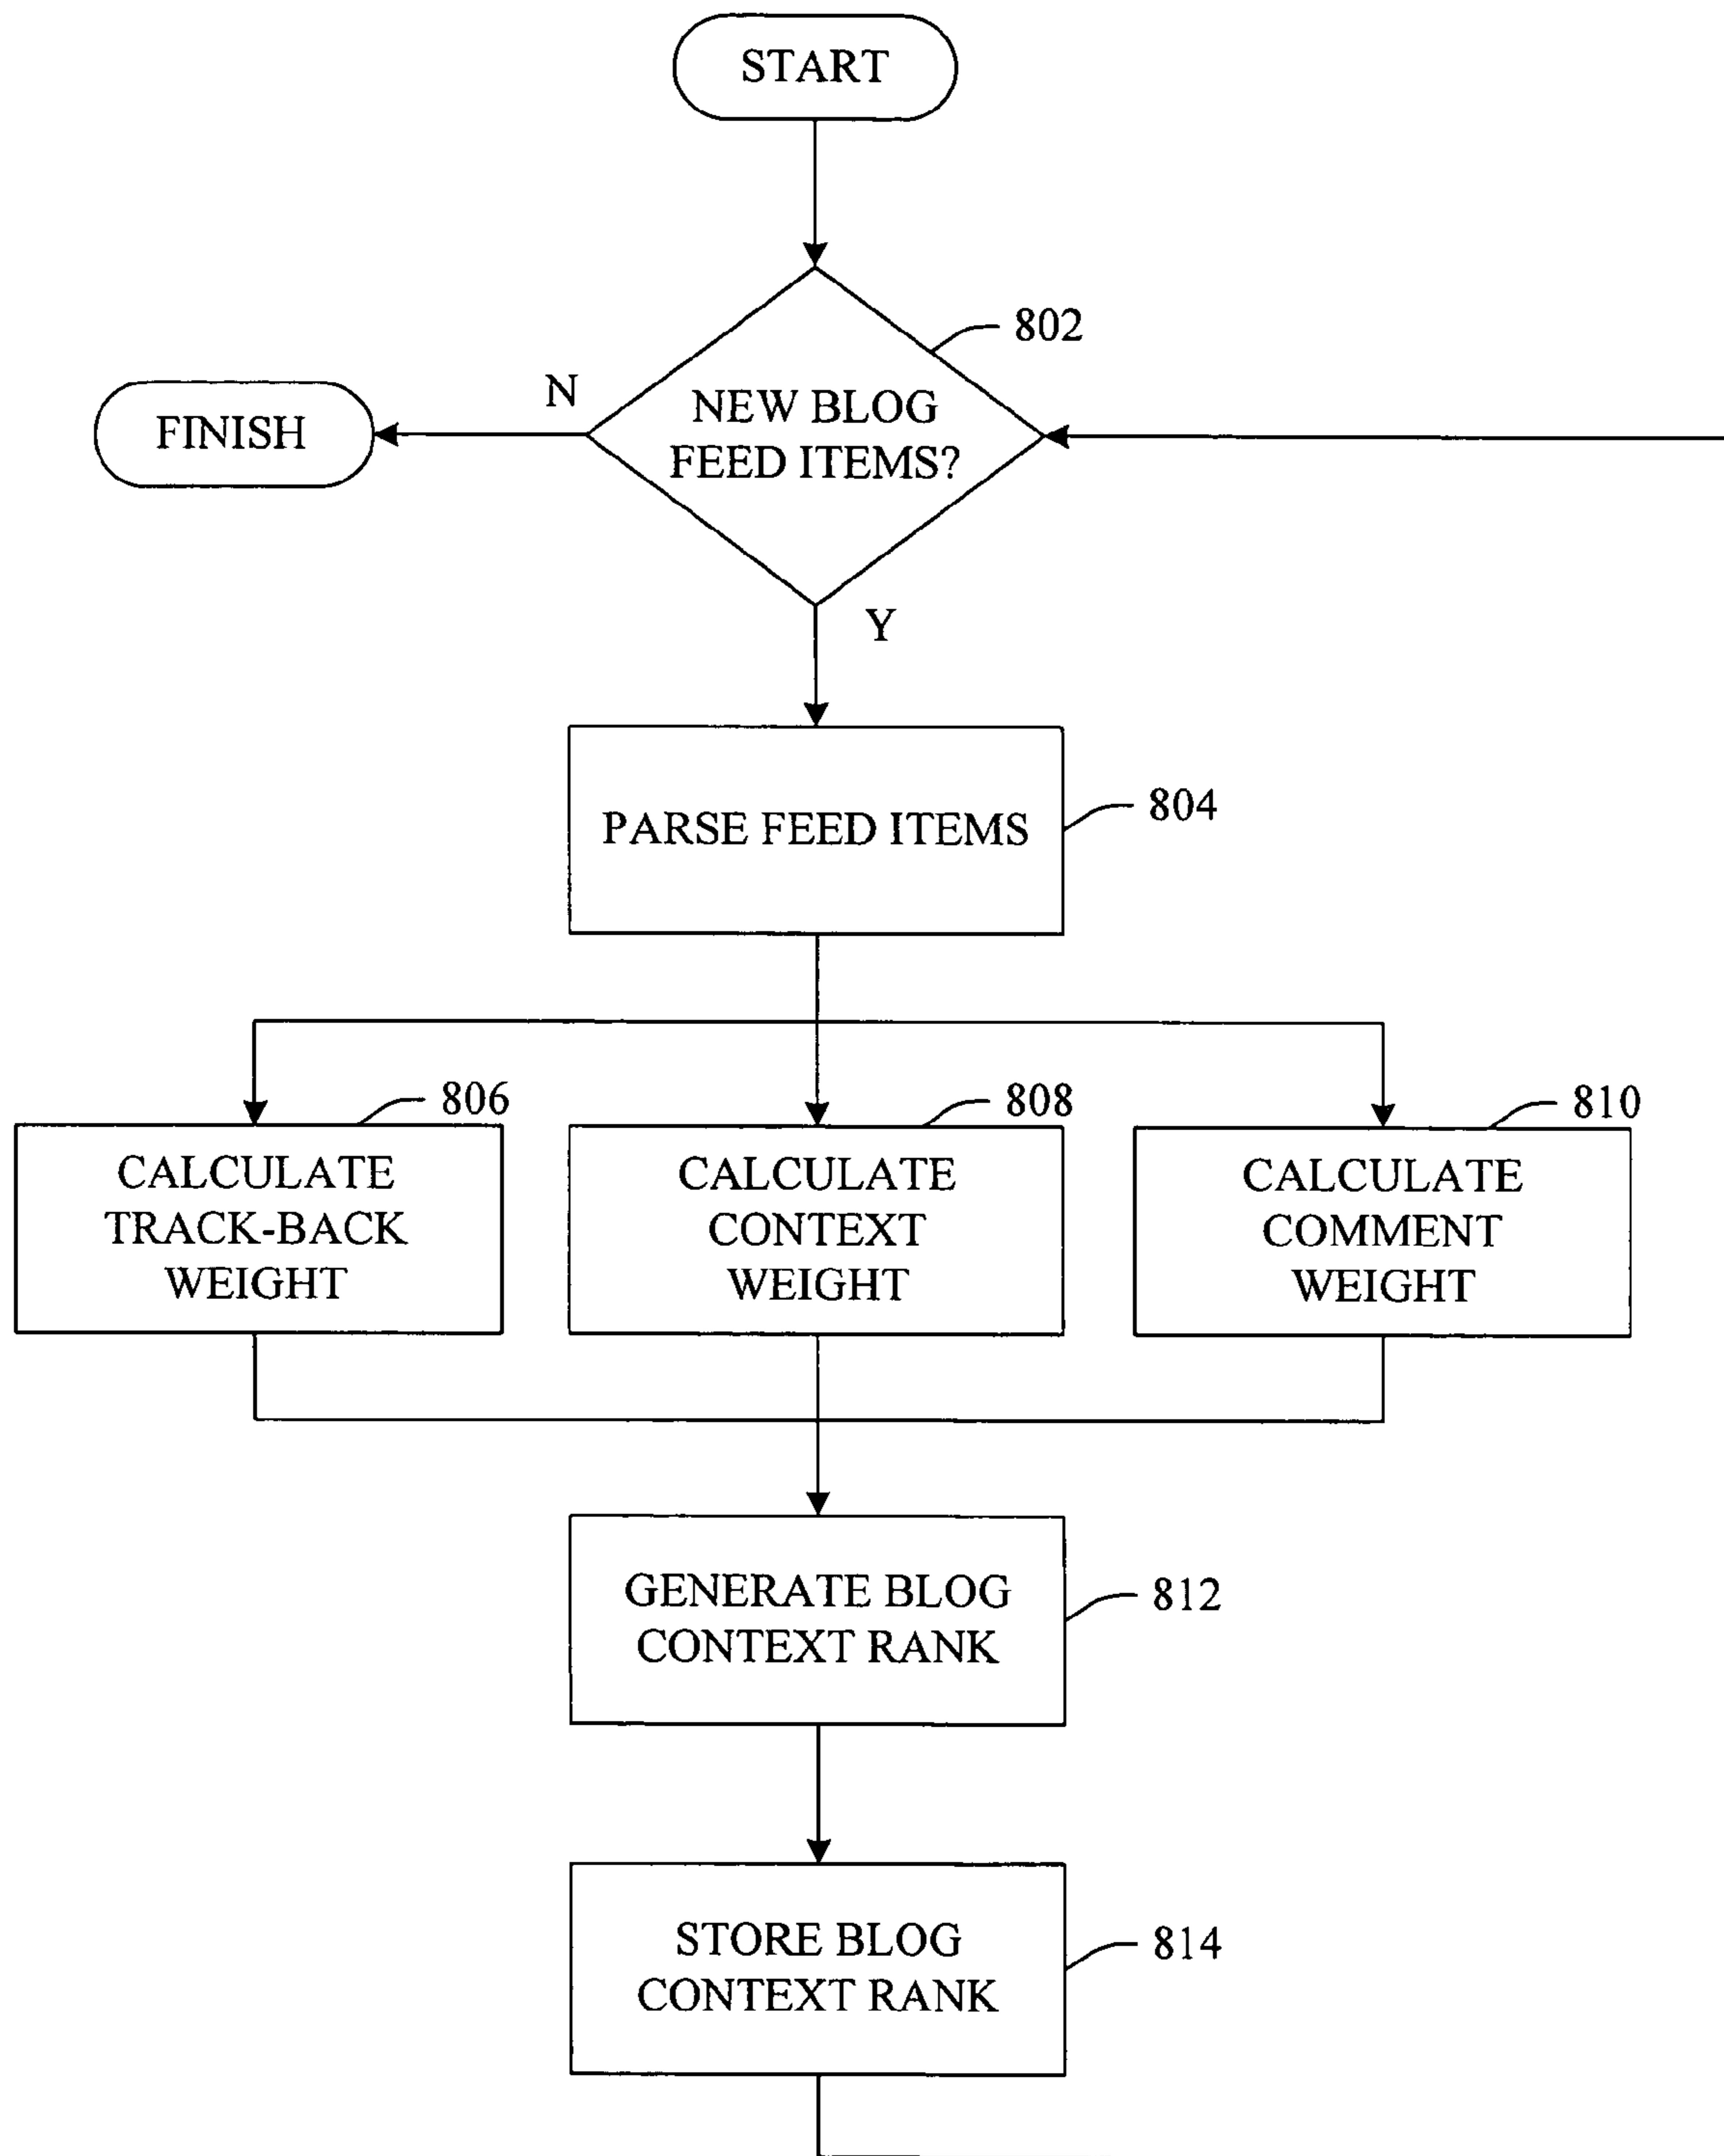 START
802
N
NEW BLOG
FEED ITEMS?
FINISH
Y
PARSE FEED ITEMS
804
806
CALCULATE
TRACK-BACK
WEIGHT
808
CALCULATE
CONTEXT
WEIGHT
810
CALCULATE
COMMENT
WEIGHT
GENERATE BLOG
CONTEXT RANK
812
STORE BLOG
CONTEXT RANK
814